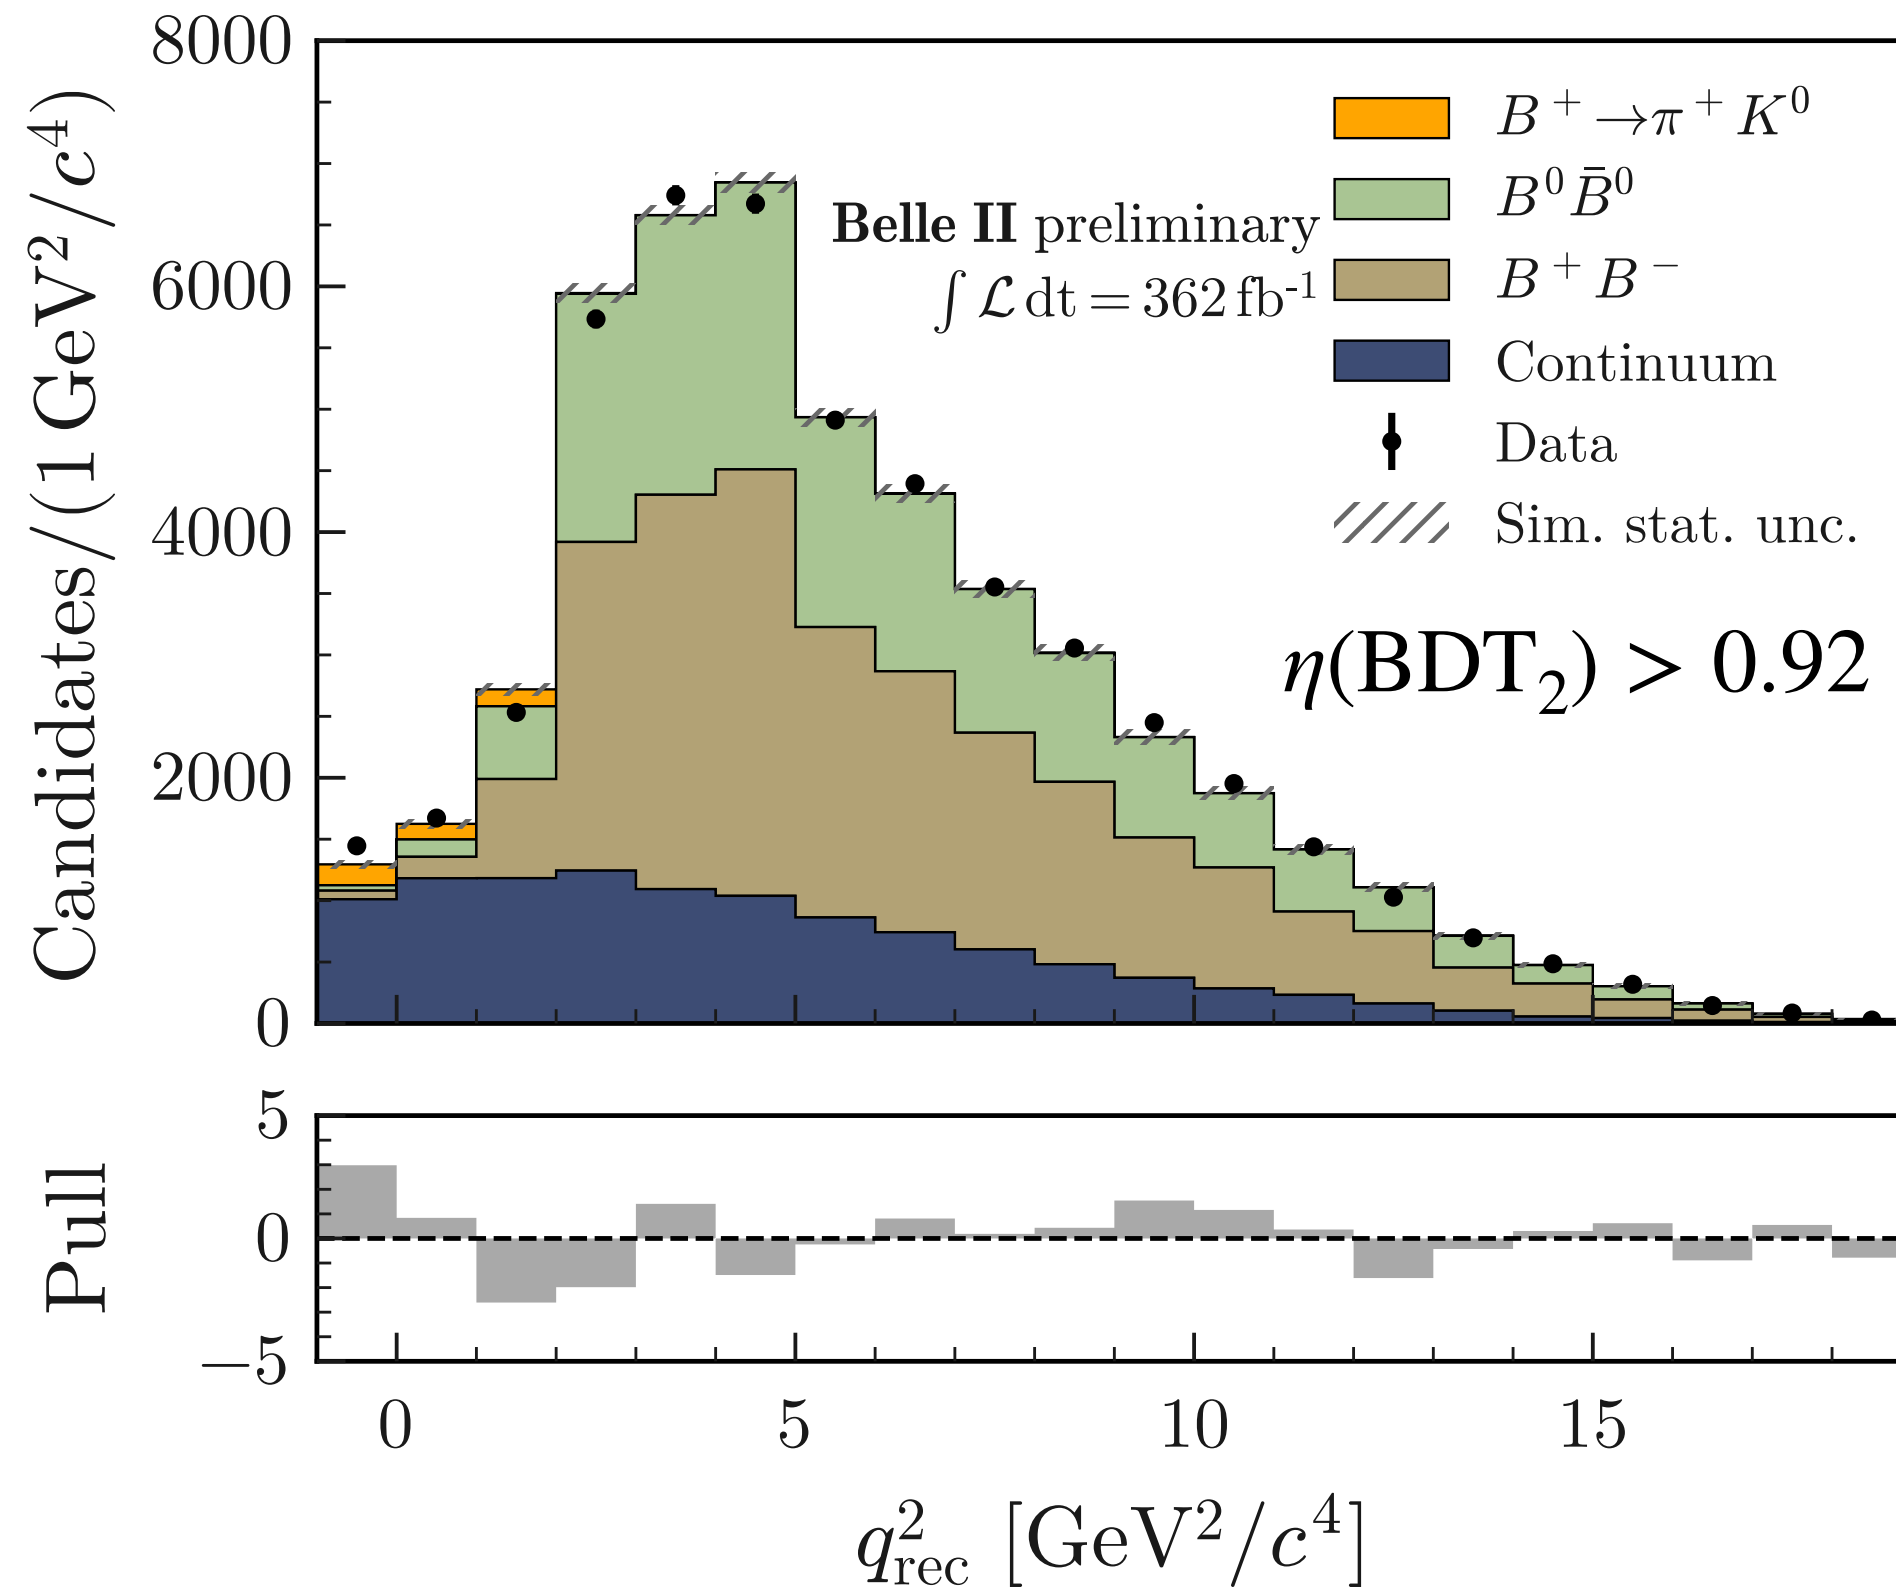 8000
6000
4000
2000
0
Candidates/(1 GeV²/c⁴)
B⁺→π⁺K⁰
B⁰B̄⁰
B⁺B⁻
Continuum
Data
Sim. stat. unc.
Belle II preliminary
∫ ℒ dt = 362 fb⁻¹
η(BDT₂) > 0.92
5
0
−5
Pull
0 5 10 15
q²rec [GeV²/c⁴]